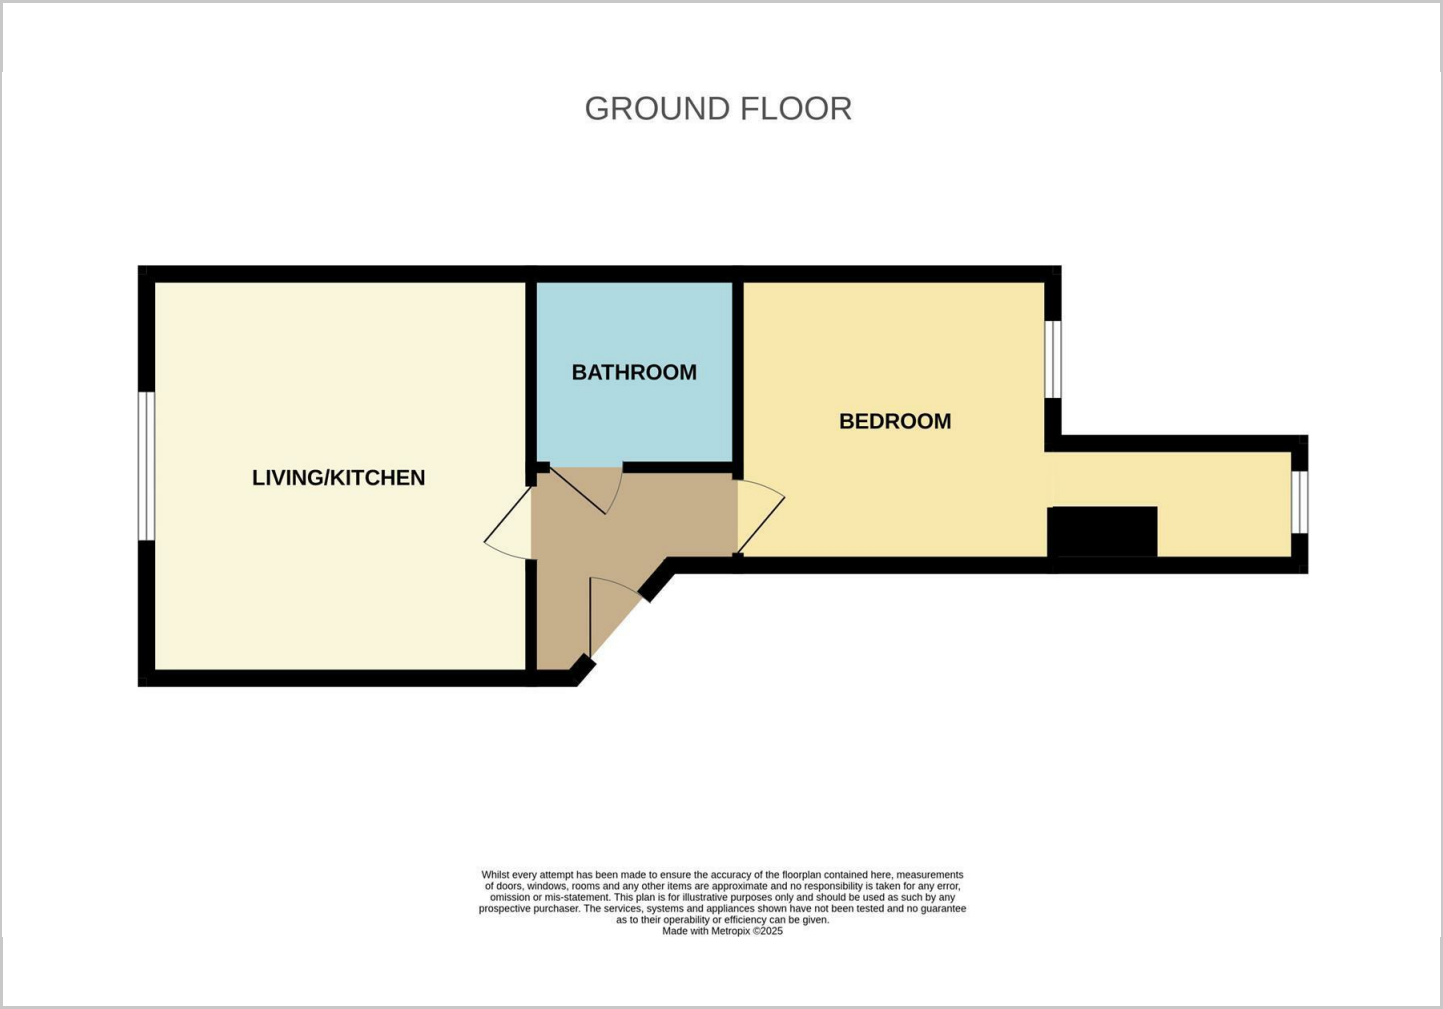 GROUND FLOOR
BATHROOM
BEDROOM
LIVING/KITCHEN
Whilst every attempt has been made to ensure the accuracy of the floorplan contained here, measurements
of doors, windows, rooms and any other items are approximate and no responsibility is taken for any error,
omission or mis-statement. This plan is for illustrative purposes only and should be used as such by any
prospective purchaser. The services, systems and appliances shown have not been tested and no guarantee
as to their operability or efficiency can be given.
Made with Metropix ©2025